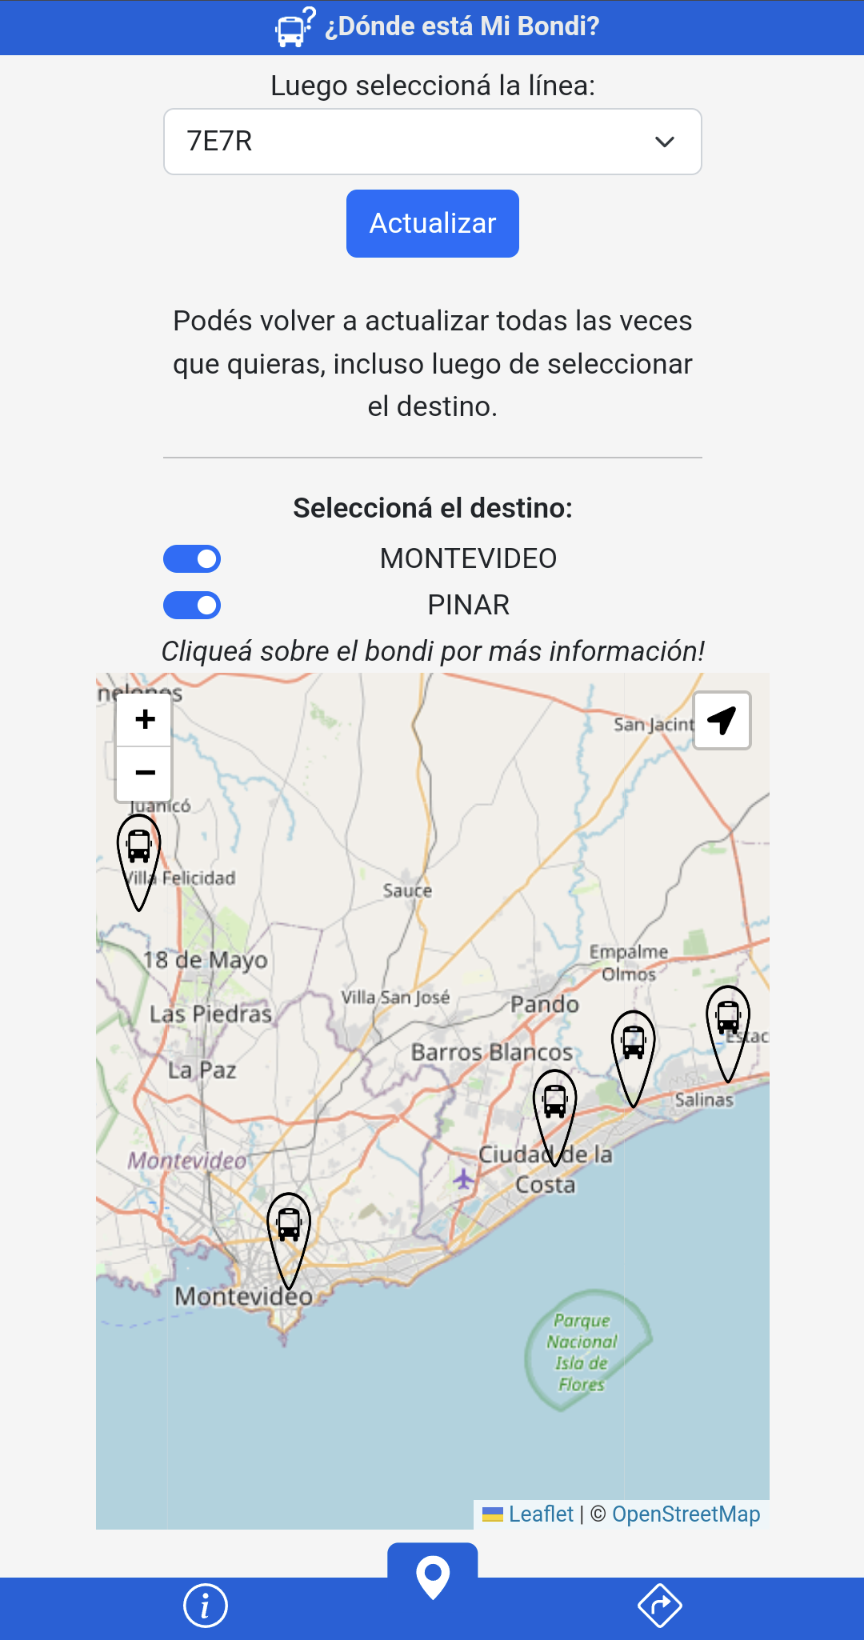 ¿Dónde está Mi Bondi?
Luego seleccioná la línea:
7E7R
Actualizar
Podés volver a actualizar todas las veces
que quieras, incluso luego de seleccionar
el destino.
Seleccioná el destino:
MONTEVIDEO
PINAR
Cliqueá sobre el bondi por más información!
nelones
+
San Jacint
−
Juanicó
Villa Felicidad
Sauce
18 de Mayo
Empalme
Olmos
Villa San José
Pando
Las Piedras
Estac
Barros Blancos
La Paz
Salinas
Ciudad de la
Costa
Montevideo
Montevideo
Parque
Nacional
Isla de
Flores
Leaflet | © OpenStreetMap